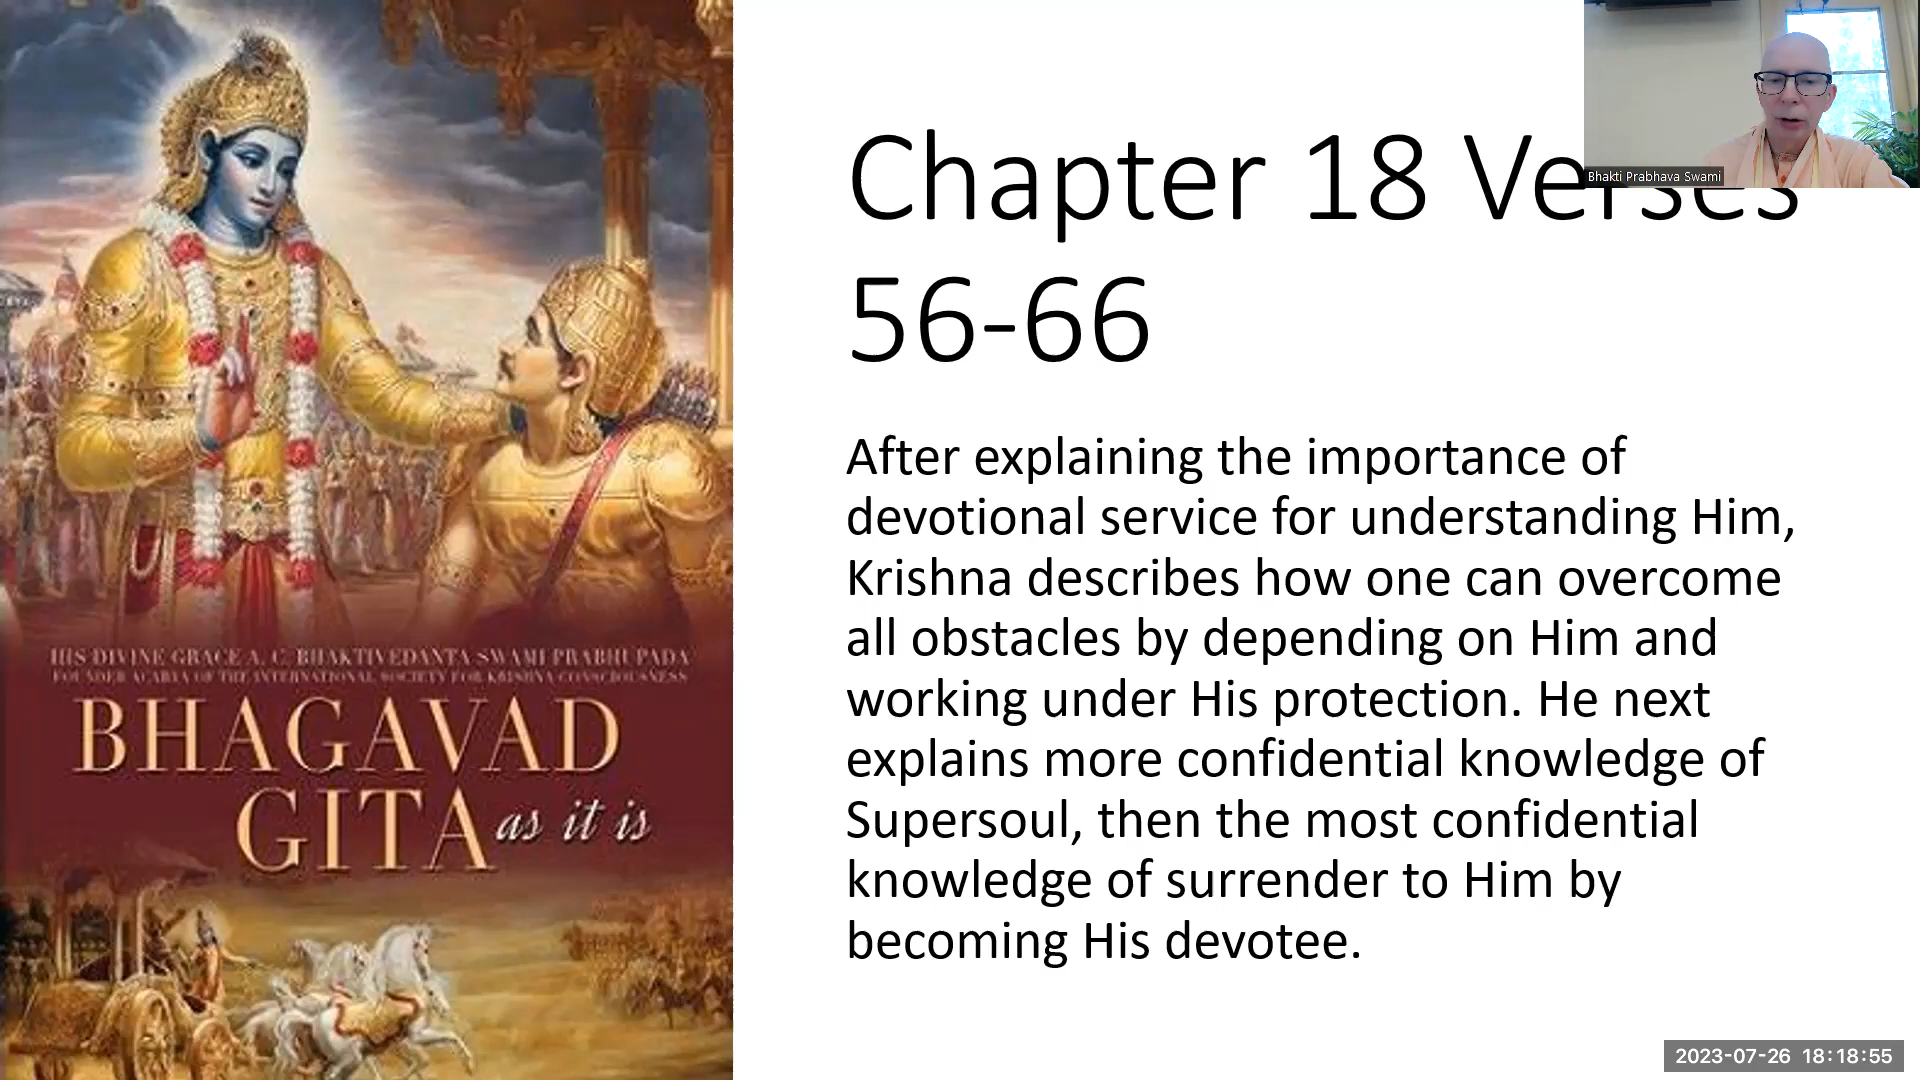 HIS DIVINE GRACE A. C. BHAKTIVEDANTA SWAMI PRABHUPADA
FOUNDER ACARYA OF THE INTERNATIONAL SOCIETY FOR KRISHNA CONSCIOUSNESS
BHAGAVAD
GITA as it is
Chapter 18 Verses
56-66
After explaining the importance of
devotional service for understanding Him,
Krishna describes how one can overcome
all obstacles by depending on Him and
working under His protection. He next
explains more confidential knowledge of
Supersoul, then the most confidential
knowledge of surrender to Him by
becoming His devotee.
Bhakti Prabhava Swami
2023-07-26 18:18:55